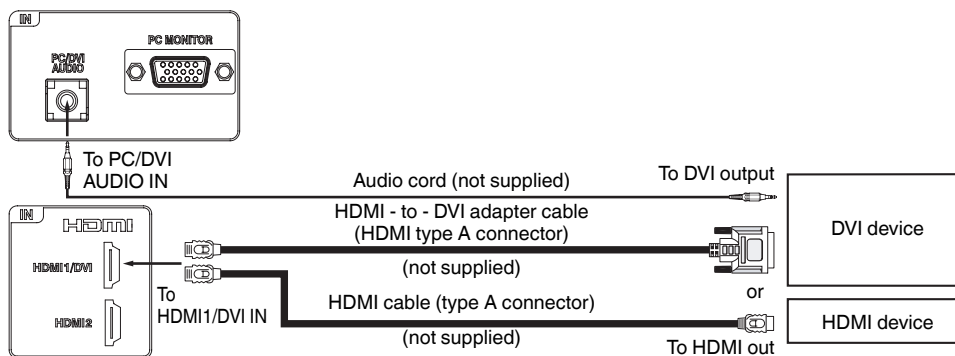 IN
PC MONITOR
PC/DVI
AUDIO
To PC/DVI
AUDIO IN
Audio cord (not supplied)
To DVI output
IN
HDMI
HDMI1/DVI
HDMI2
To
HDMI1/DVI IN
HDMI - to - DVI adapter cable
(HDMI type A connector)
(not supplied)
HDMI cable (type A connector)
(not supplied)
DVI device
or
HDMI device
To HDMI out